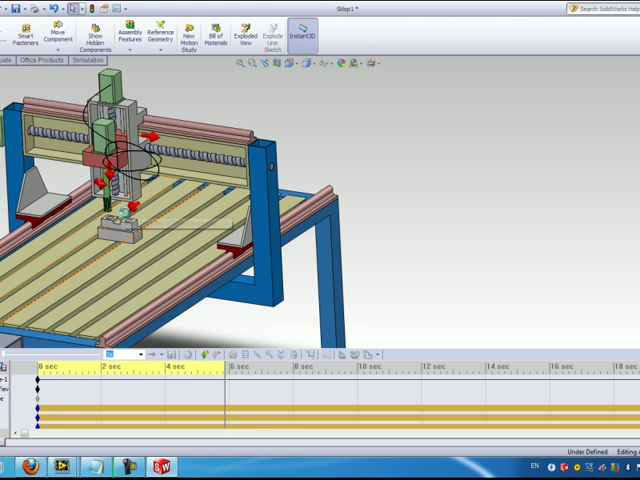 Sklop1 *
Search SolidWorks Help
Smart Fasteners
Move Component
Show Hidden Components
Assembly Features
Reference Geometry
New Motion Study
Bill of Materials
Exploded View
Explode Line Sketch
Instant3D
Office Products
Simulation
0 sec
2 sec
4 sec
6 sec
8 sec
10 sec
12 sec
14 sec
16 sec
18 sec
Under Defined
Editing
EN